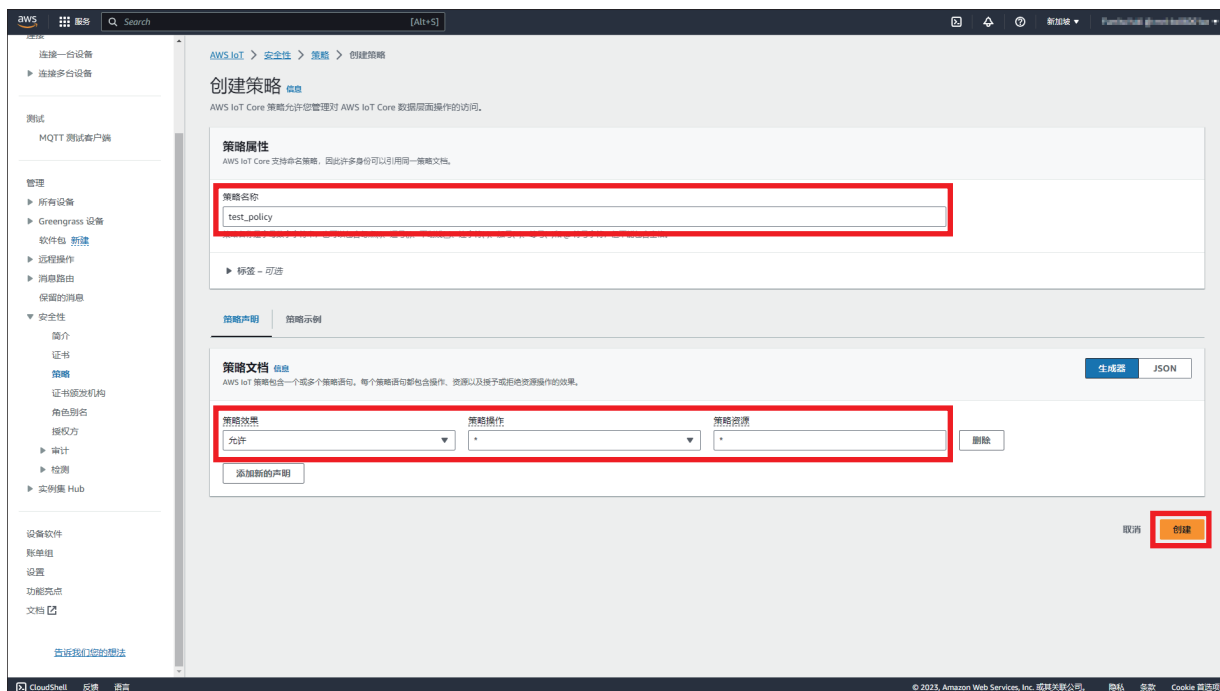 aws 服务 Search [Alt+S] 新加坡
连接
连接一台设备
连接多台设备
测试
MQTT 测试客户端
管理
所有设备
Greengrass 设备
软件包 新建
远程操作
消息路由
保留的消息
安全性
简介
证书
策略
证书颁发机构
角色别名
授权方
审计
检测
实例集 Hub
设备软件
账单组
设置
功能亮点
文档
告诉我们您的想法
AWS IoT > 安全性 > 策略 > 创建策略
创建策略 信息
AWS IoT Core 策略允许您管理对 AWS IoT Core 数据层面操作的访问。
策略属性
AWS IoT Core 支持命名策略，因此许多身份可以引用同一策略文档。
策略名称
test_policy
标签 – 可选
策略声明 策略示例
策略文档 信息
生成器 JSON
AWS IoT 策略包含一个或多个策略语句。每个策略语句都包含操作、资源以及授予或拒绝资源操作的效果。
策略效果 策略操作 策略资源
允许 * * 删除
添加新的声明
取消 创建
CloudShell 反馈 语言 © 2023, Amazon Web Services, Inc. 或其关联公司。 隐私 条款 Cookie 首选项